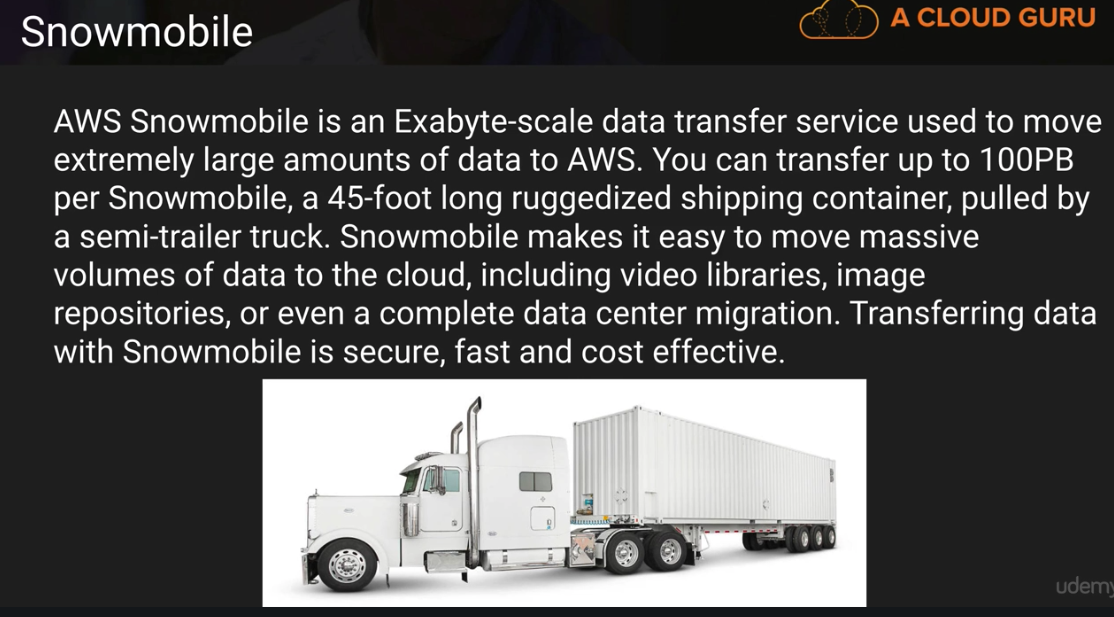 Snowmobile
A CLOUD GURU
AWS Snowmobile is an Exabyte-scale data transfer service used to move
extremely large amounts of data to AWS. You can transfer up to 100PB
per Snowmobile, a 45-foot long ruggedized shipping container, pulled by
a semi-trailer truck. Snowmobile makes it easy to move massive
volumes of data to the cloud, including video libraries, image
repositories, or even a complete data center migration. Transferring data
with Snowmobile is secure, fast and cost effective.
udemy